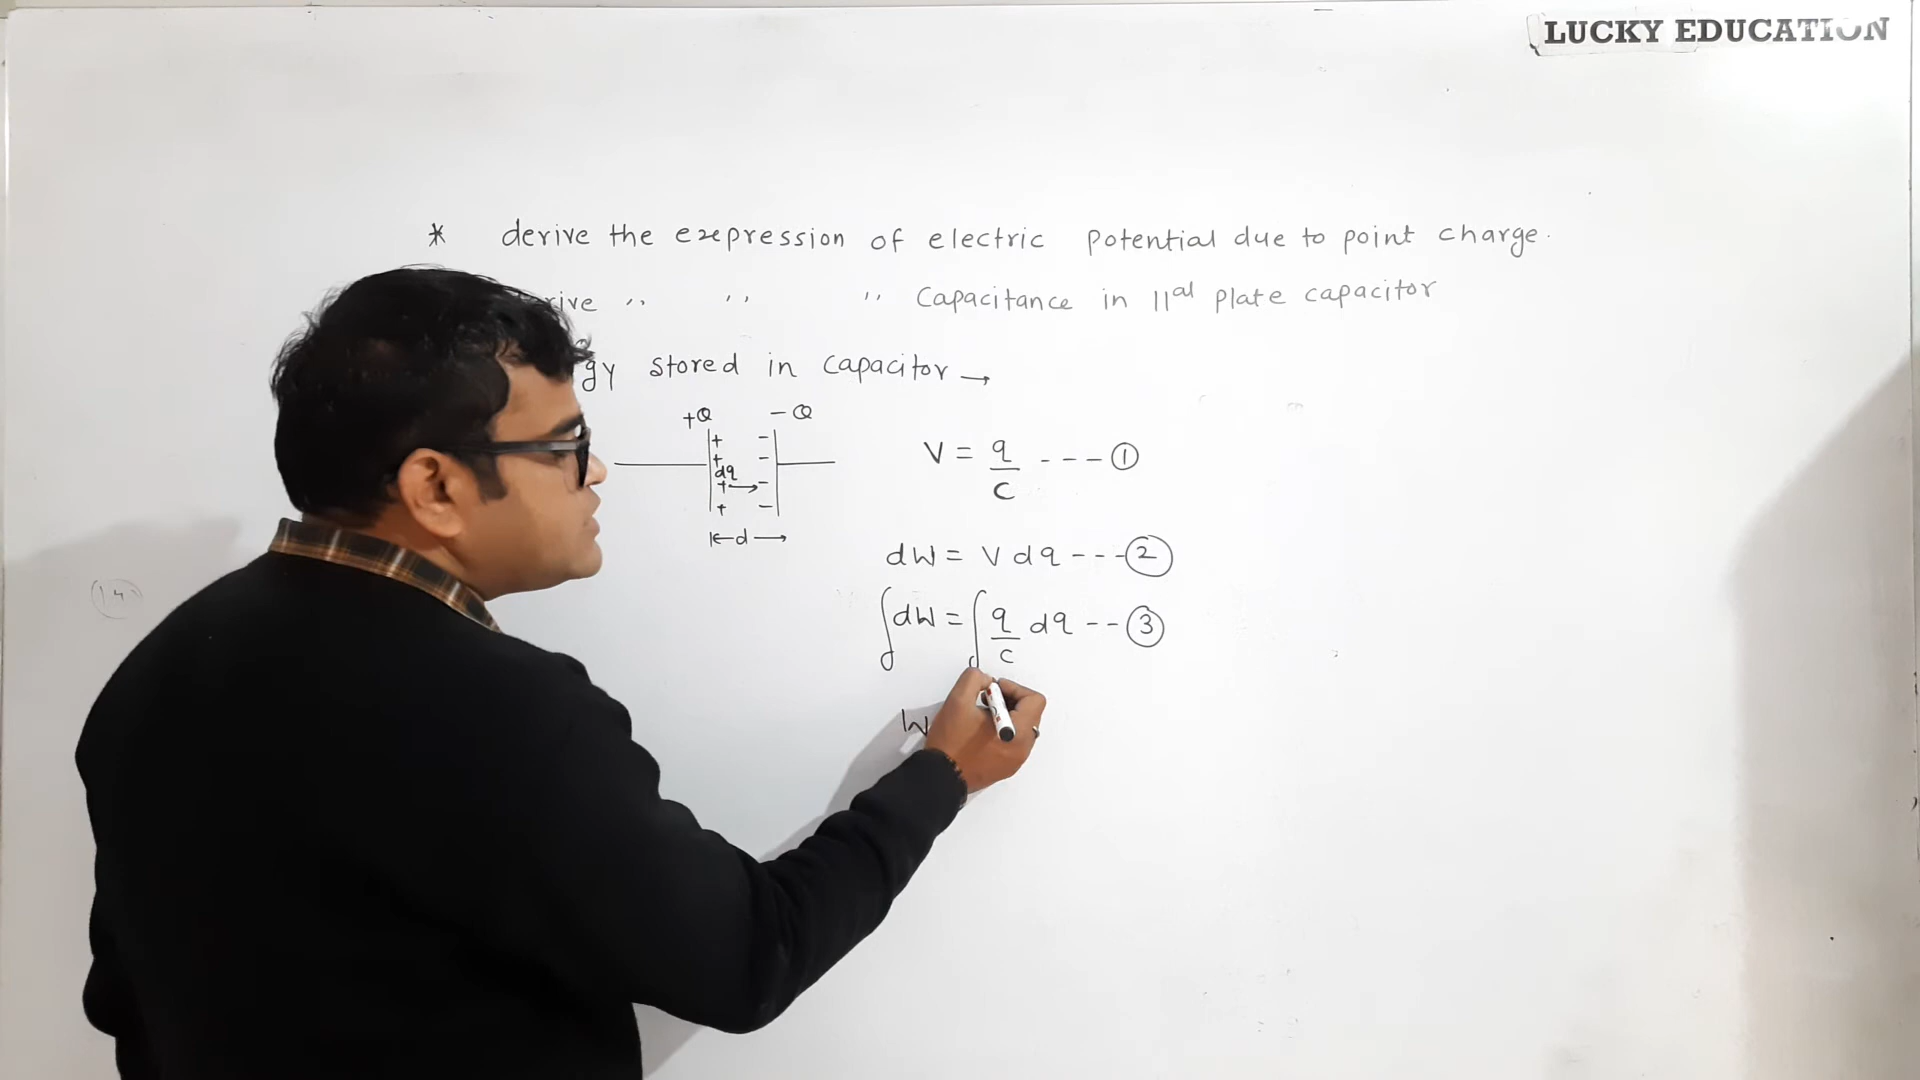 LUCKY EDUCATION
* derive the exepression of electric potential due to point charge.
rive ,, ,, ,, Capacitance in 11al plate capacitor
gy stored in capacitor →
+Q - Q
+ -
+ -
dq
+ → -
+ -
|← d →
V = q/c - - - ①
dW = V dq - - - ②
∫dW = ∫ q/c dq - - ③
W